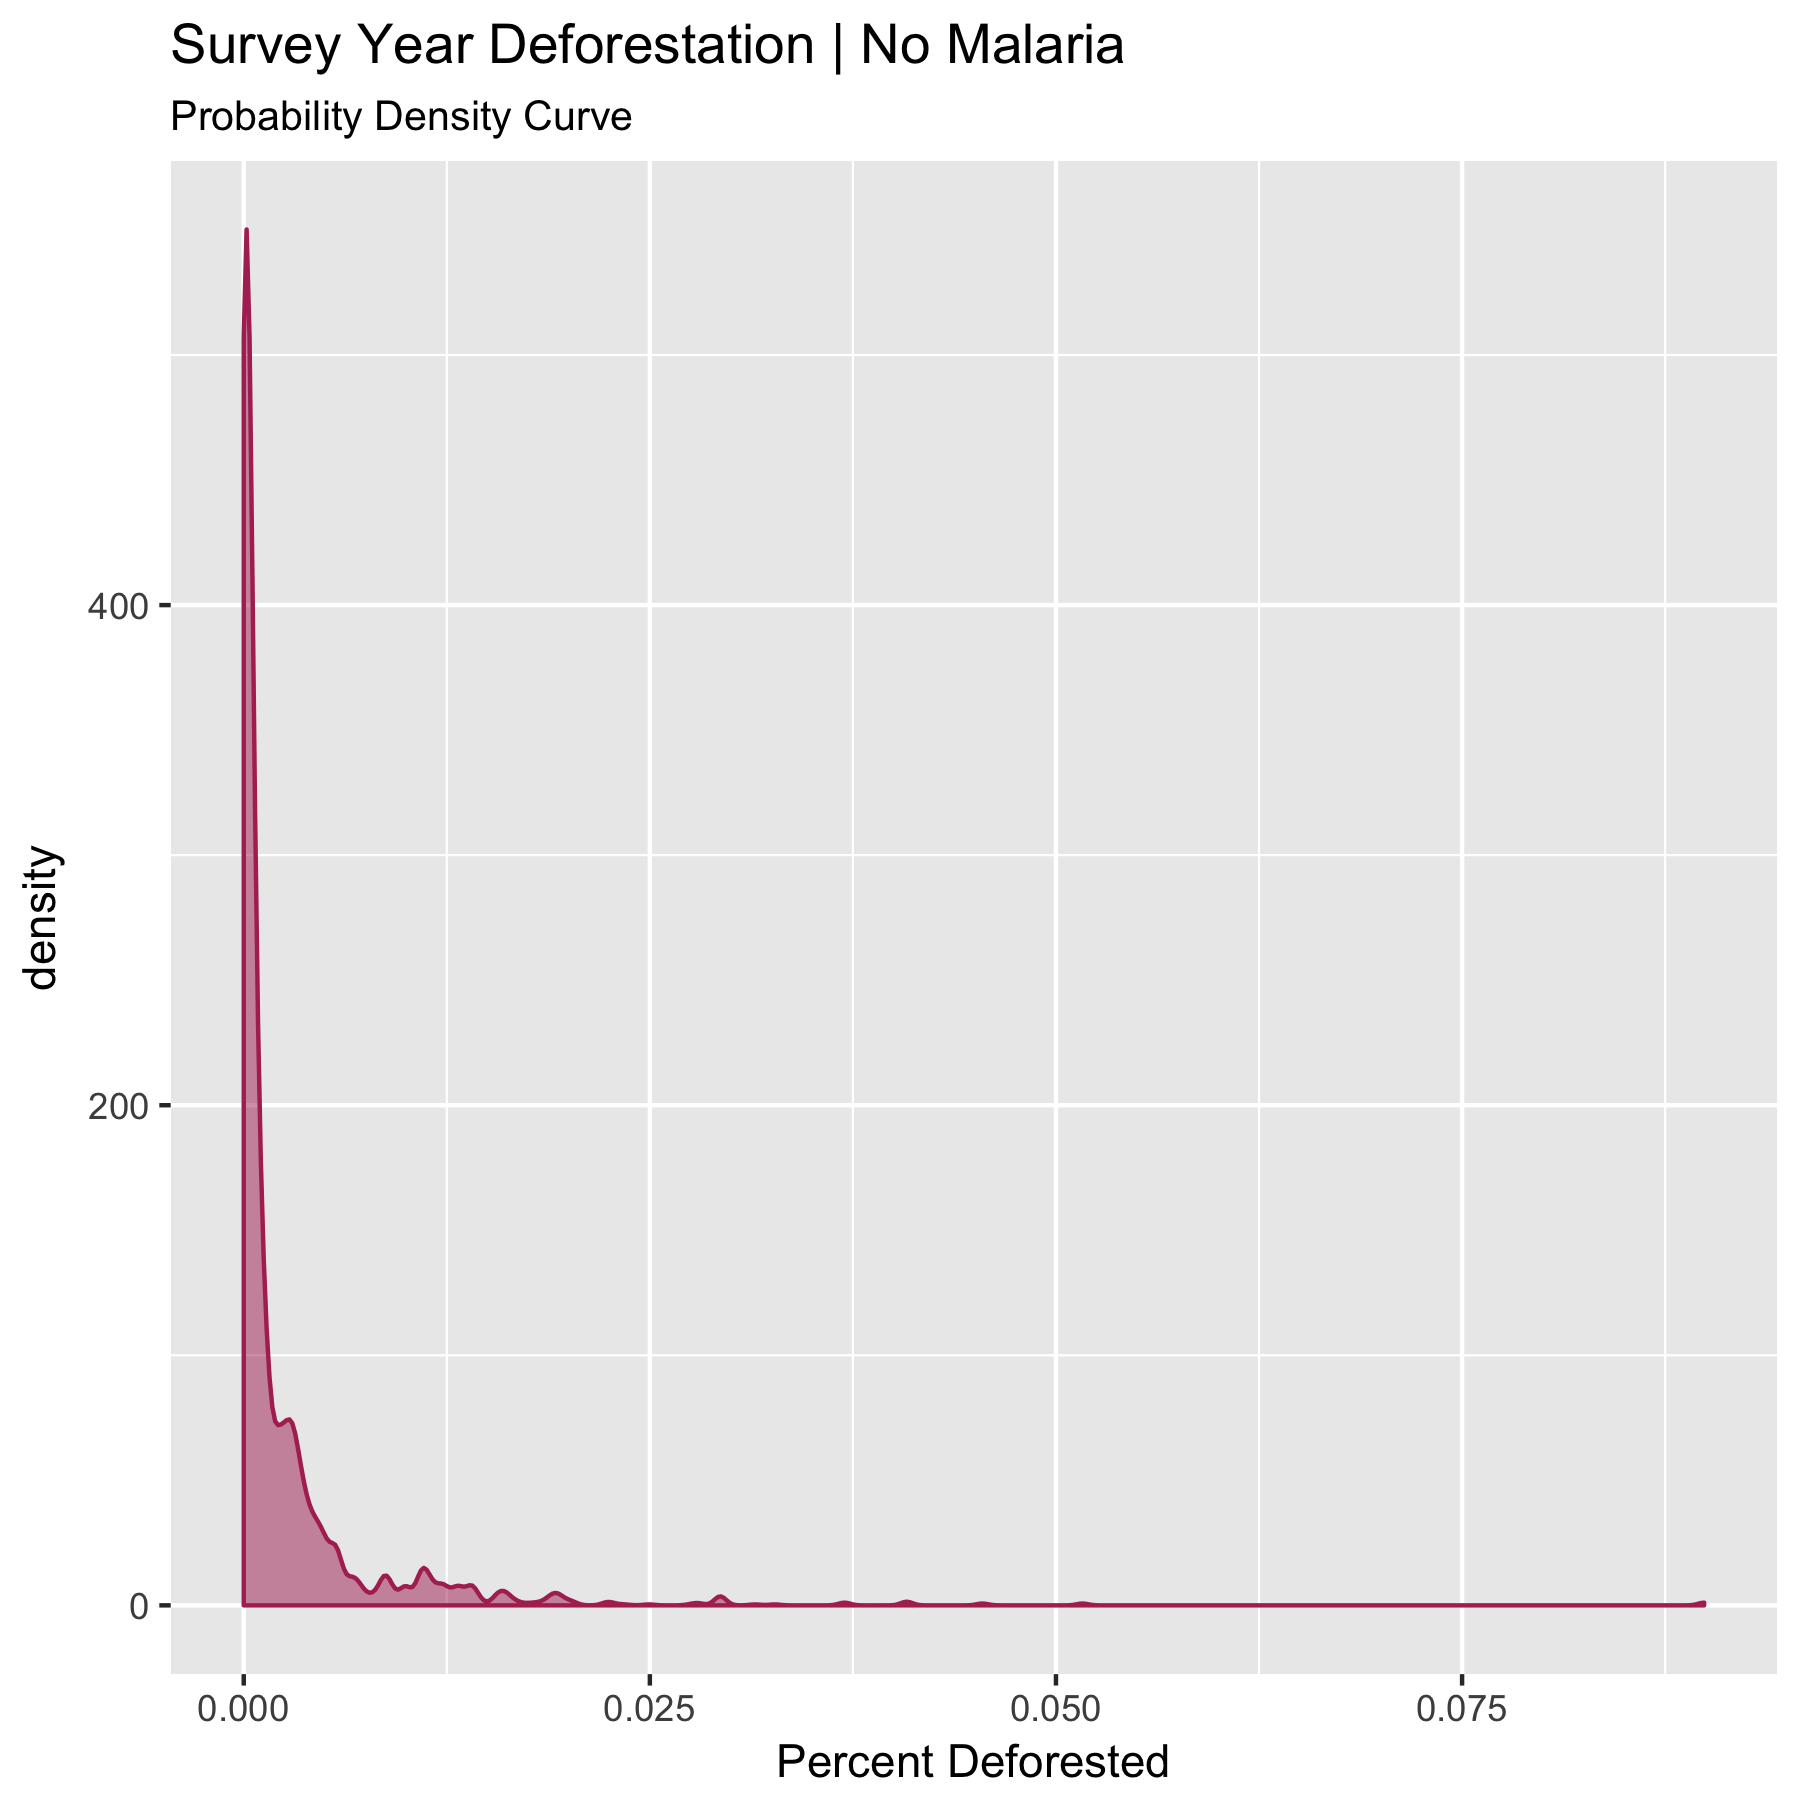 Survey Year Deforestation | No Malaria
Probability Density Curve
density
400
200
0
0.000
0.025
0.050
0.075
Percent Deforested